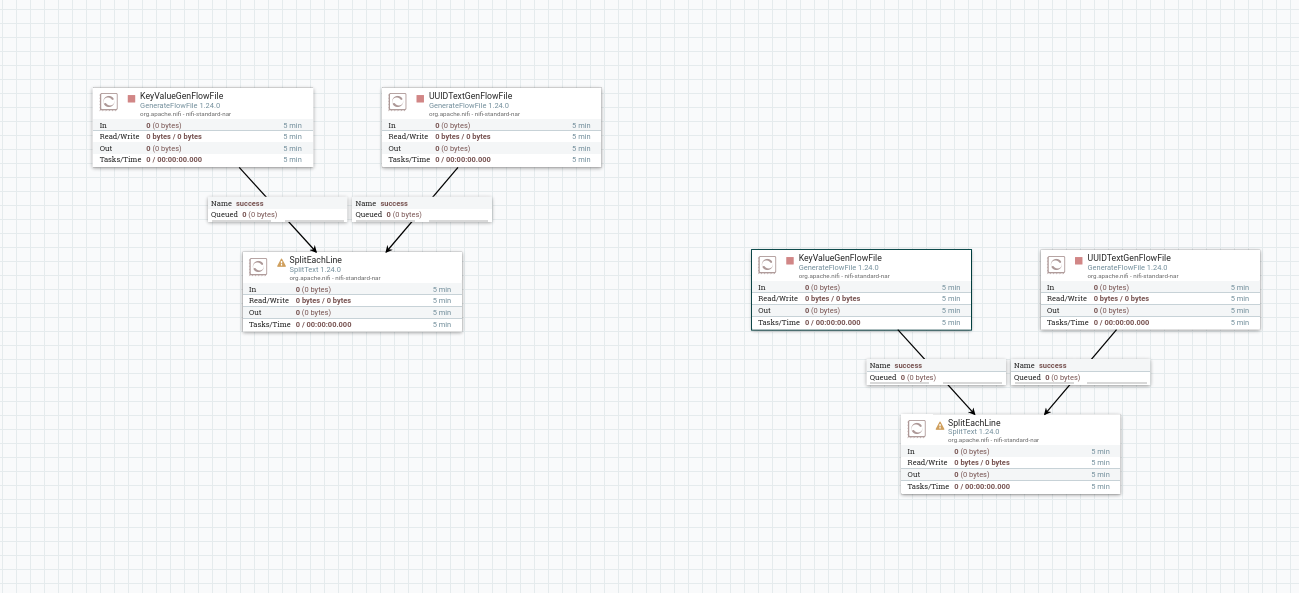 KeyValueGenFlowFile
GenerateFlowFile 1.24.0
org.apache.nifi - nifi-standard-nar
In 0 (0 bytes) 5 min
Read/Write 0 bytes / 0 bytes 5 min
Out 0 (0 bytes) 5 min
Tasks/Time 0 / 00:00:00.000 5 min
UUIDTextGenFlowFile
GenerateFlowFile 1.24.0
org.apache.nifi - nifi-standard-nar
In 0 (0 bytes) 5 min
Read/Write 0 bytes / 0 bytes 5 min
Out 0 (0 bytes) 5 min
Tasks/Time 0 / 00:00:00.000 5 min
Name success
Queued 0 (0 bytes)
Name success
Queued 0 (0 bytes)
SplitEachLine
SplitText 1.24.0
org.apache.nifi - nifi-standard-nar
In 0 (0 bytes) 5 min
Read/Write 0 bytes / 0 bytes 5 min
Out 0 (0 bytes) 5 min
Tasks/Time 0 / 00:00:00.000 5 min
KeyValueGenFlowFile
GenerateFlowFile 1.24.0
org.apache.nifi - nifi-standard-nar
In 0 (0 bytes) 5 min
Read/Write 0 bytes / 0 bytes 5 min
Out 0 (0 bytes) 5 min
Tasks/Time 0 / 00:00:00.000 5 min
UUIDTextGenFlowFile
GenerateFlowFile 1.24.0
org.apache.nifi - nifi-standard-nar
In 0 (0 bytes) 5 min
Read/Write 0 bytes / 0 bytes 5 min
Out 0 (0 bytes) 5 min
Tasks/Time 0 / 00:00:00.000 5 min
Name success
Queued 0 (0 bytes)
Name success
Queued 0 (0 bytes)
SplitEachLine
SplitText 1.24.0
org.apache.nifi - nifi-standard-nar
In 0 (0 bytes) 5 min
Read/Write 0 bytes / 0 bytes 5 min
Out 0 (0 bytes) 5 min
Tasks/Time 0 / 00:00:00.000 5 min